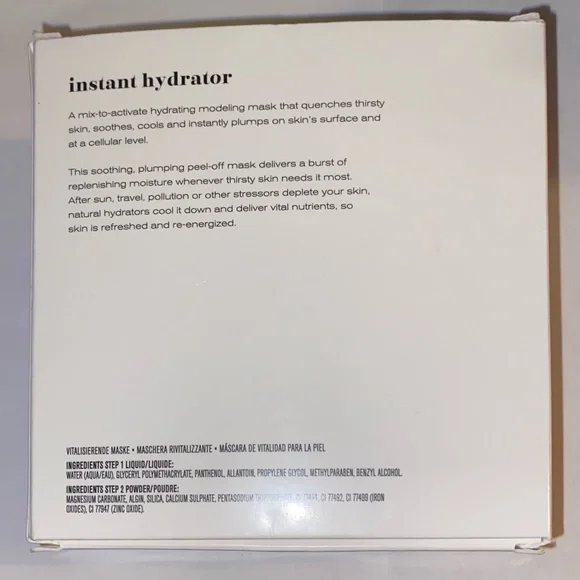 instant hydrator
A mix-to-activate hydrating modeling mask that quenches thirsty
skin, soothes, cools and instantly plumps on skin's surface and
at a cellular level.
This soothing, plumping peel-off mask delivers a burst of
replenishing moisture whenever thirsty skin needs it most.
After sun, travel, pollution or other stressors deplete your skin,
natural hydrators cool it down and deliver vital nutrients, so
skin is refreshed and re-energized.
VITALISIERENDE MASKE • MASCHERA RIVITALIZZANTE • MÁSCARA DE VITALIDAD PARA LA PIEL
INGREDIENTS STEP 1 LIQUID/LIQUIDE:
WATER (AQUA/EAU), GLYCERYL POLYMETHACRYLATE, PANTHENOL, ALLANTOIN, PROPYLENE GLYCOL, METHYLPARABEN, BENZYL ALCOHOL.
INGREDIENTS STEP 2 POWDER/POUDRE:
MAGNESIUM CARBONATE, ALGIN, SILICA, CALCIUM SULPHATE, PENTASODIUM CI 77492, CI 77499 (IRON
OXIDES), CI 77947 (ZINC OXIDE).